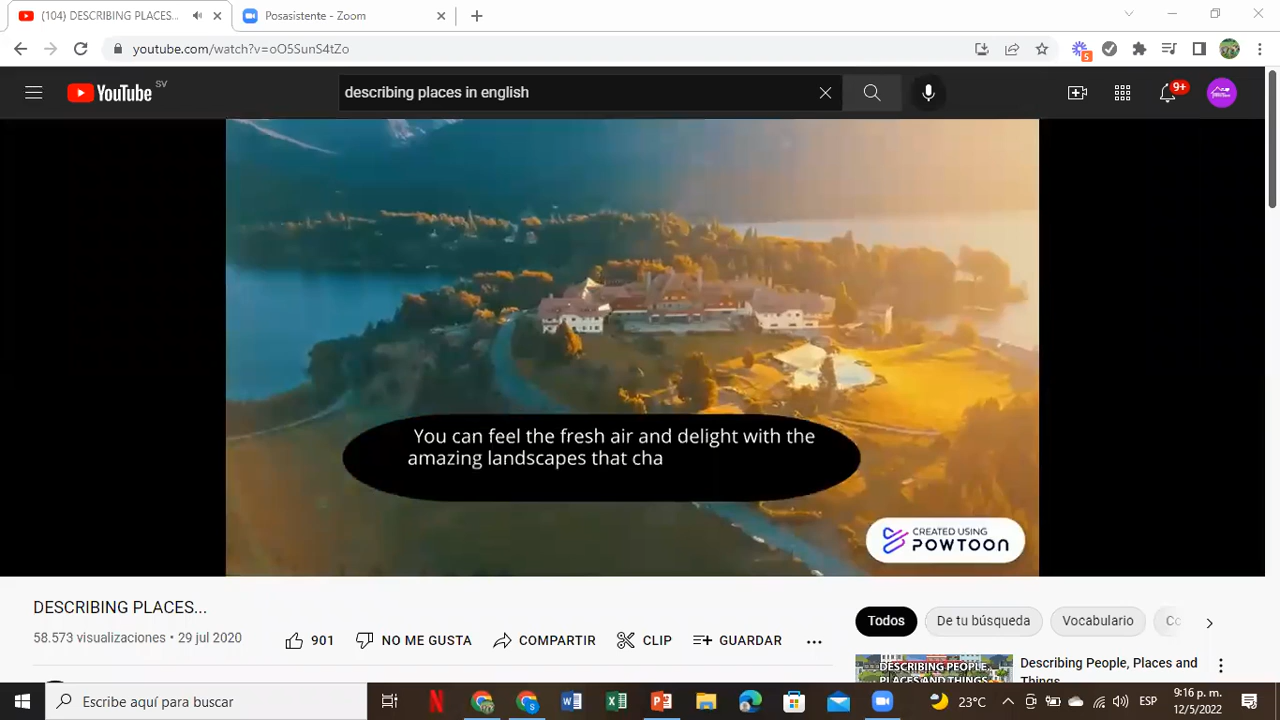 (104) DESCRIBING PLACES...
Posasistente - Zoom
youtube.com/watch?v=oO5SunS4tZo
5
YouTube SV
describing places in english
9+
You can feel the fresh air and delight with the
amazing landscapes that cha
CREATED USING
POWTOON
DESCRIBING PLACES...
58.573 visualizaciones • 29 jul 2020
901
NO ME GUSTA
COMPARTIR
CLIP
GUARDAR
Todos
De tu búsqueda
Vocabulario
DESCRIBING PEOPLE,
PLACES AND THINGS
Describing People, Places and
Things
Escribe aquí para buscar
23°C
ESP
9:16 p. m.
12/5/2022